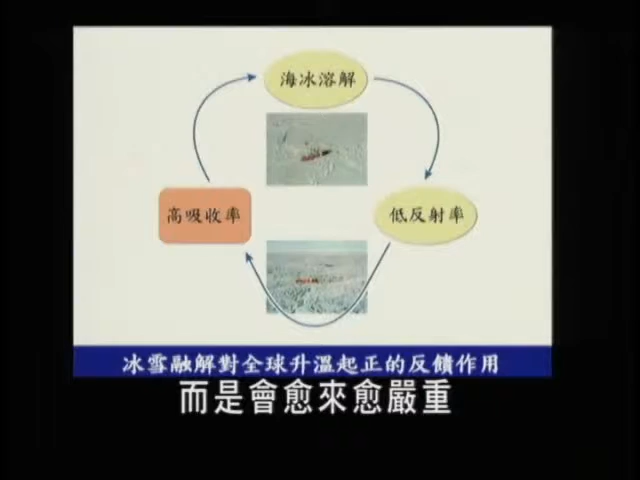 海冰溶解
高吸收率
低反射率
冰雪融解對全球升溫起正的反饋作用
而是會愈來愈嚴重